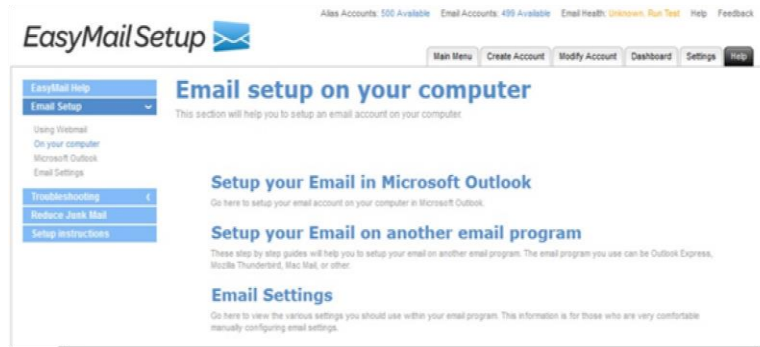 Alias Accounts: 500 Available Email Accounts: 499 Available Email Health: Unknown. Run Test Help Feedback
EasyMail Setup
Main Menu Create Account Modify Account Dashboard Settings Help
EasyMail Help
Email Setup
Using Webmail
On your computer
Microsoft Outlook
Email Settings
Troubleshooting
Reduce Junk Mail
Setup instructions
Email setup on your computer
This section will help you to setup an email account on your computer.
Setup your Email in Microsoft Outlook
Go here to setup your email account on your computer in Microsoft Outlook.
Setup your Email on another email program
These step by step guides will help you to setup your email on another email program. The email program you use can be Outlook Express,
Mozilla Thunderbird, Mac Mail, or other.
Email Settings
Go here to view the various settings you should use within your email program. This information is for those who are very comfortable
manually configuring email settings.